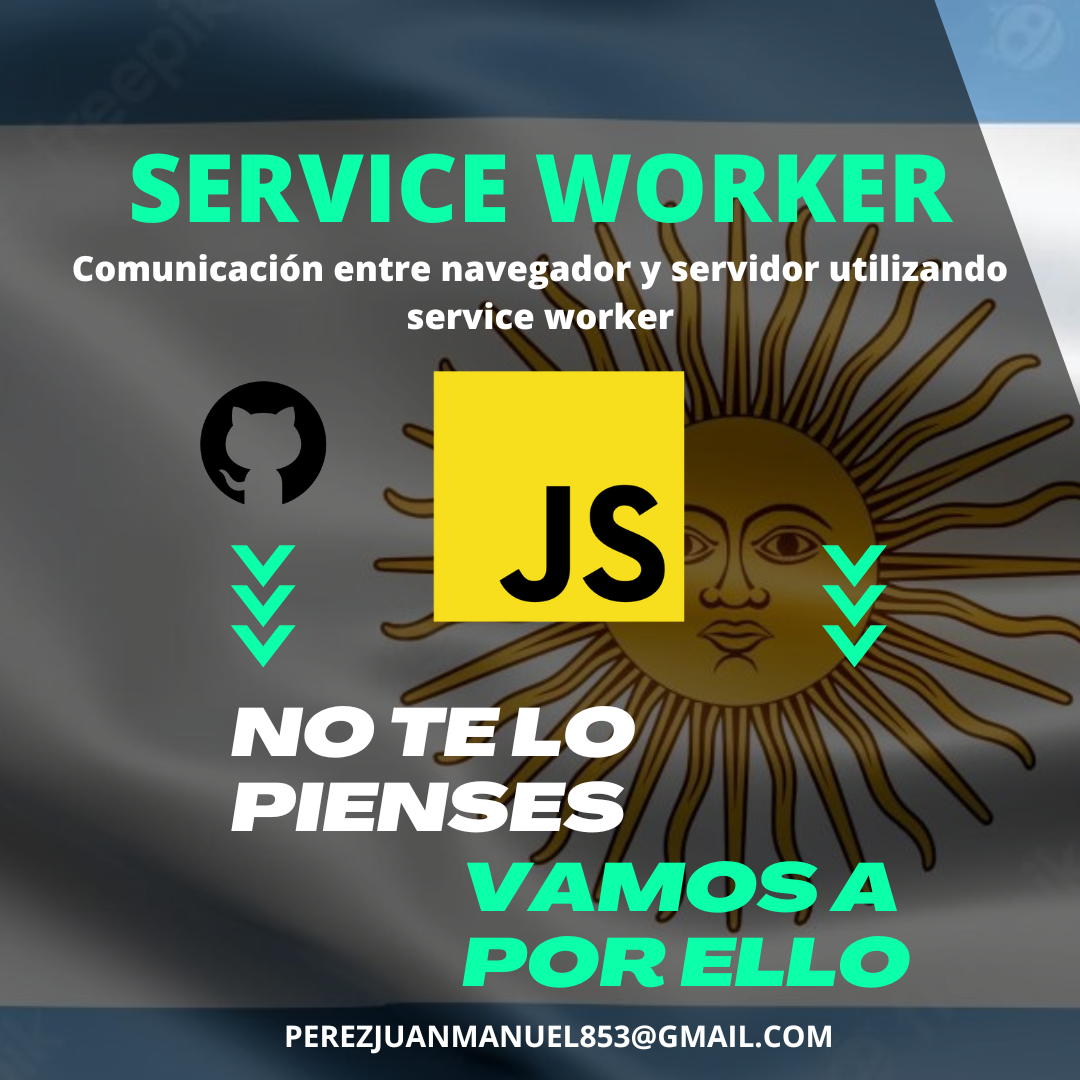 freepik
SERVICE WORKER
Comunicación entre navegador y servidor utilizando
service worker
JS
NO TE LO
PIENSES
VAMOS A
POR ELLO
PEREZJUANMANUEL853@GMAIL.COM